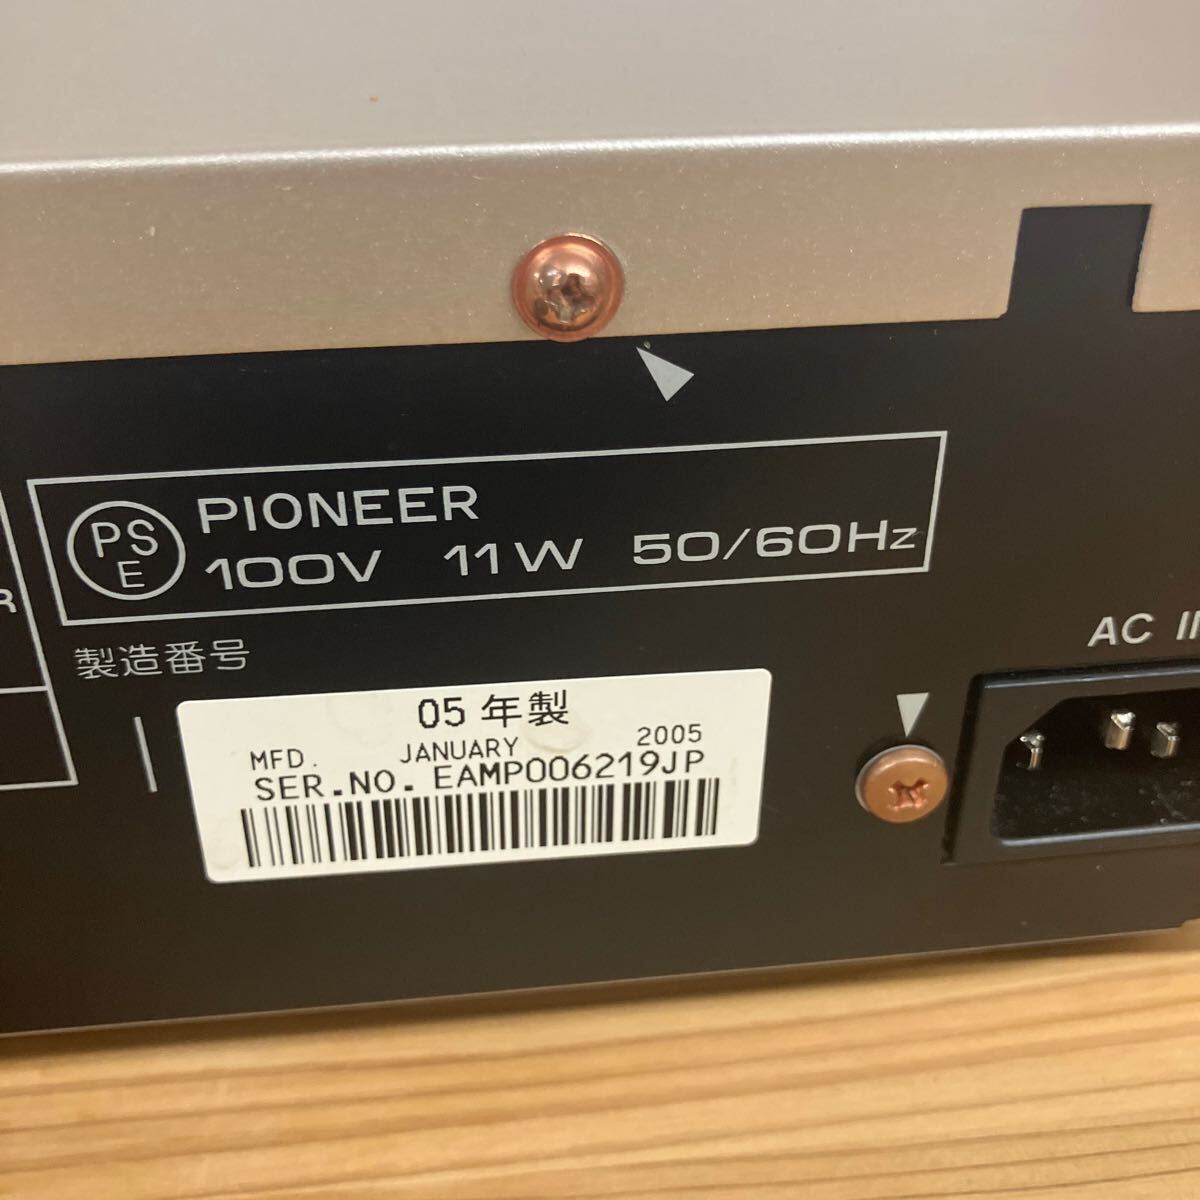 PSE
PIONEER
100V 11W 50/60Hz
R
製造番号
AC
05年製
MFD. JANUARY 2005
SER.NO. EAMP006219JP